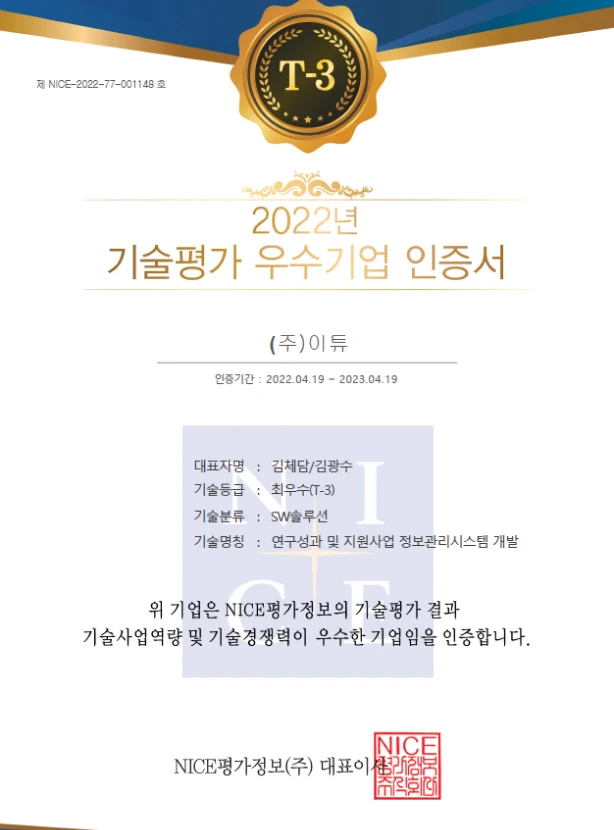 T-3
제 NICE-2022-77-001148 호
2022년
기술평가 우수기업 인증서
(주)이튜
인증기간 : 2022.04.19 ~ 2023.04.19
대표자명 : 김체담/김광수
기술등급 : 최우수(T-3)
기술분류 : SW솔루션
기술명칭 : 연구성과 및 지원사업 정보관리시스템 개발
NICE
위 기업은 NICE평가정보의 기술평가 결과
기술사업역량 및 기술경쟁력이 우수한 기업임을 인증합니다.
NICE평가정보(주) 대표이사
NICE